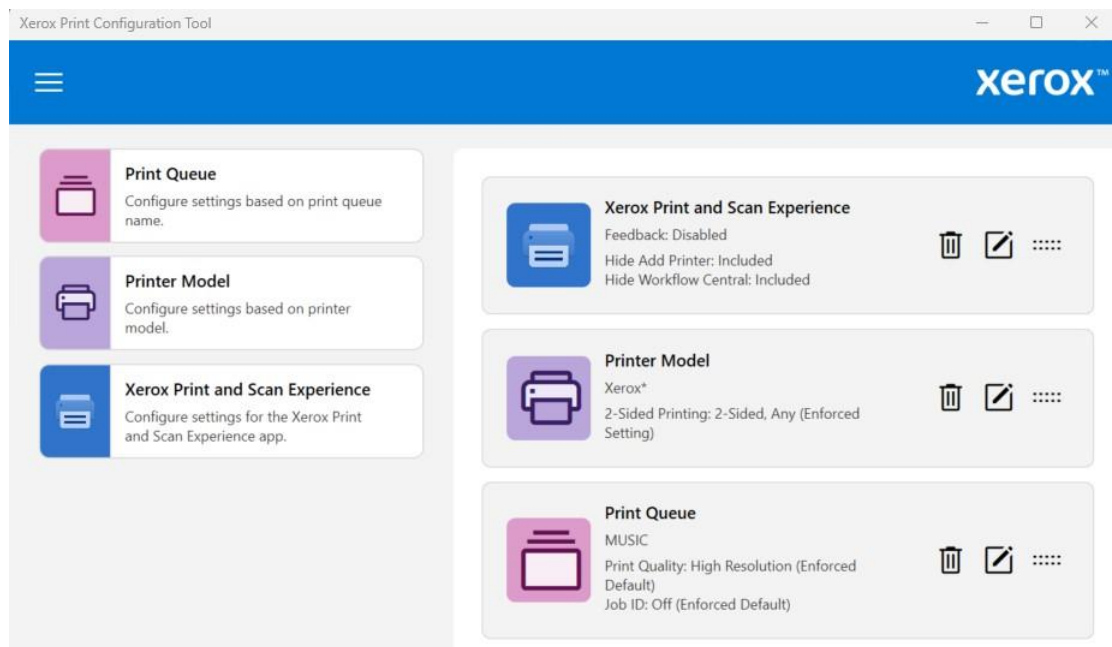 Xerox Print Configuration Tool
xerox™
Print Queue
Configure settings based on print queue
name.
Printer Model
Configure settings based on printer
model.
Xerox Print and Scan Experience
Configure settings for the Xerox Print
and Scan Experience app.
Xerox Print and Scan Experience
Feedback: Disabled
Hide Add Printer: Included
Hide Workflow Central: Included
Printer Model
Xerox*
2-Sided Printing: 2-Sided, Any (Enforced
Setting)
Print Queue
MUSIC
Print Quality: High Resolution (Enforced
Default)
Job ID: Off (Enforced Default)